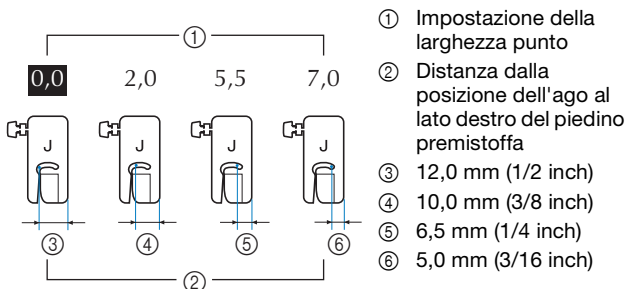 ①
0,0 2,0 5,5 7,0
J J J J
③ ④ ⑤ ⑥
②
① Impostazione della
larghezza punto
② Distanza dalla
posizione dell'ago al
lato destro del piedino
premistoffa
③ 12,0 mm (1/2 inch)
④ 10,0 mm (3/8 inch)
⑤ 6,5 mm (1/4 inch)
⑥ 5,0 mm (3/16 inch)